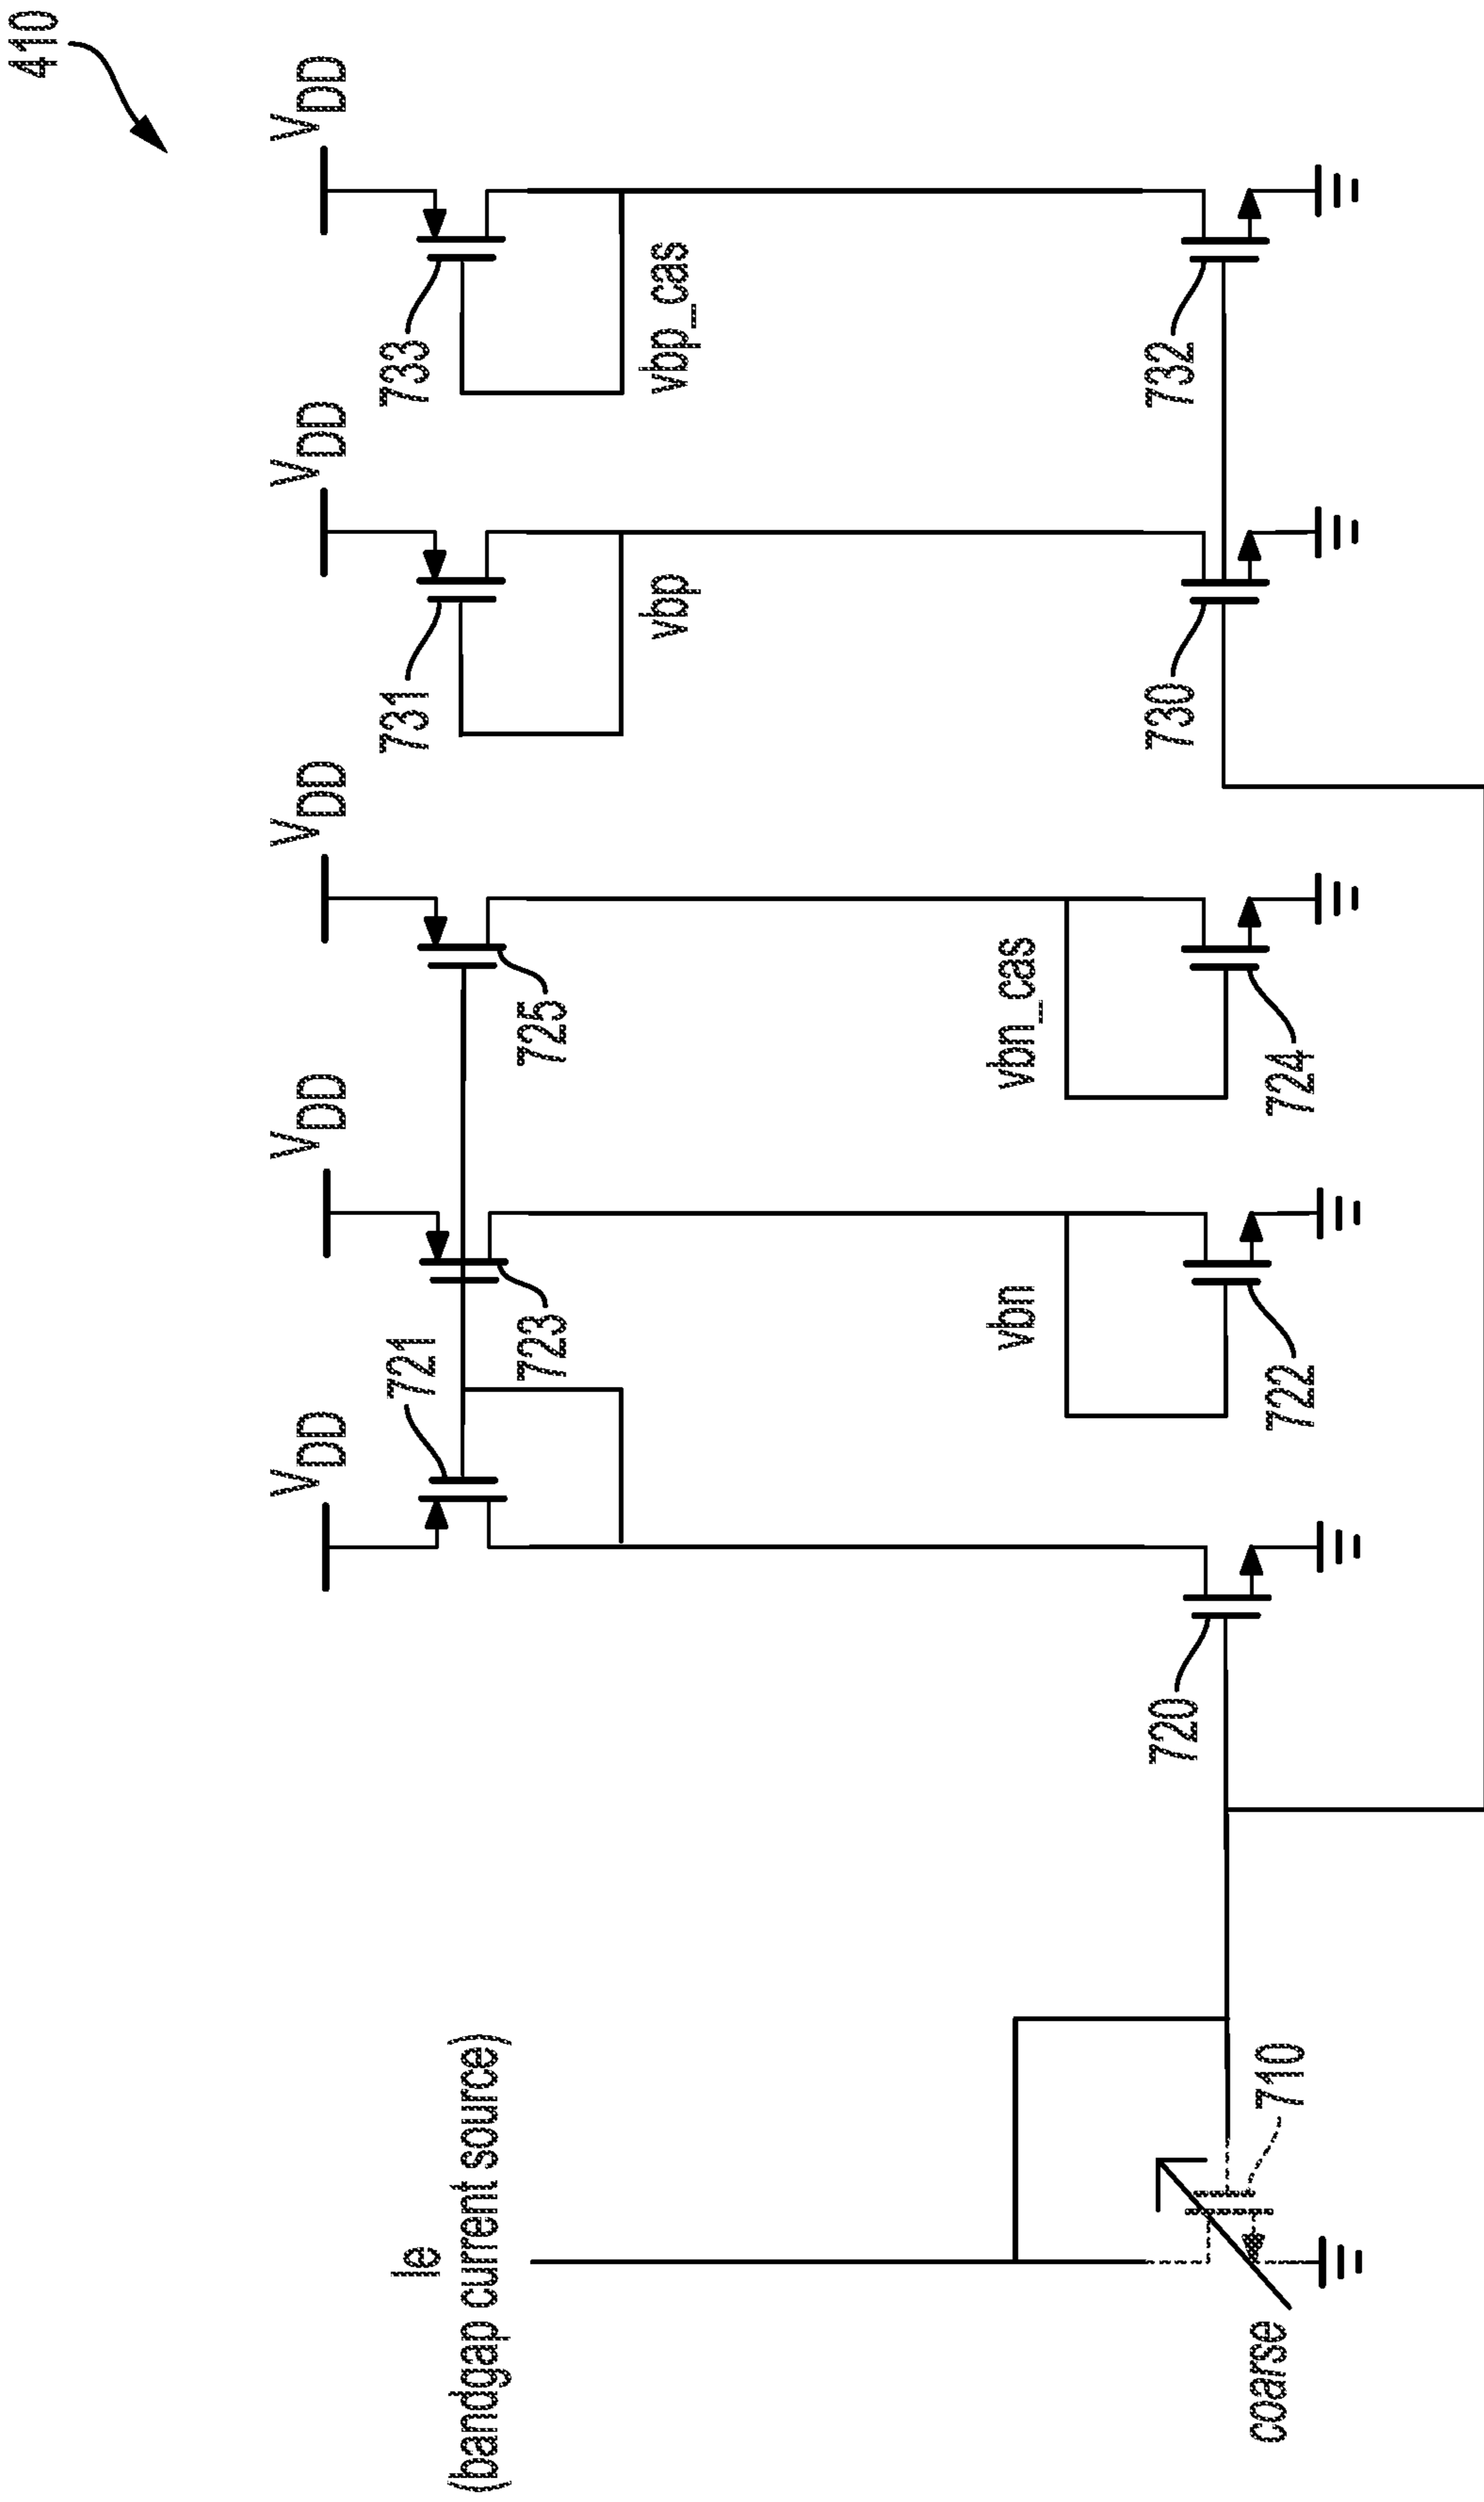 410
V_DD
V_DD
V_DD
V_DD
V_DD
721
723
725
731
733
Ie
(bandgap current source)
vbn
vbn_cas
vbp
vbp_cas
coarse
710
720
722
724
730
732